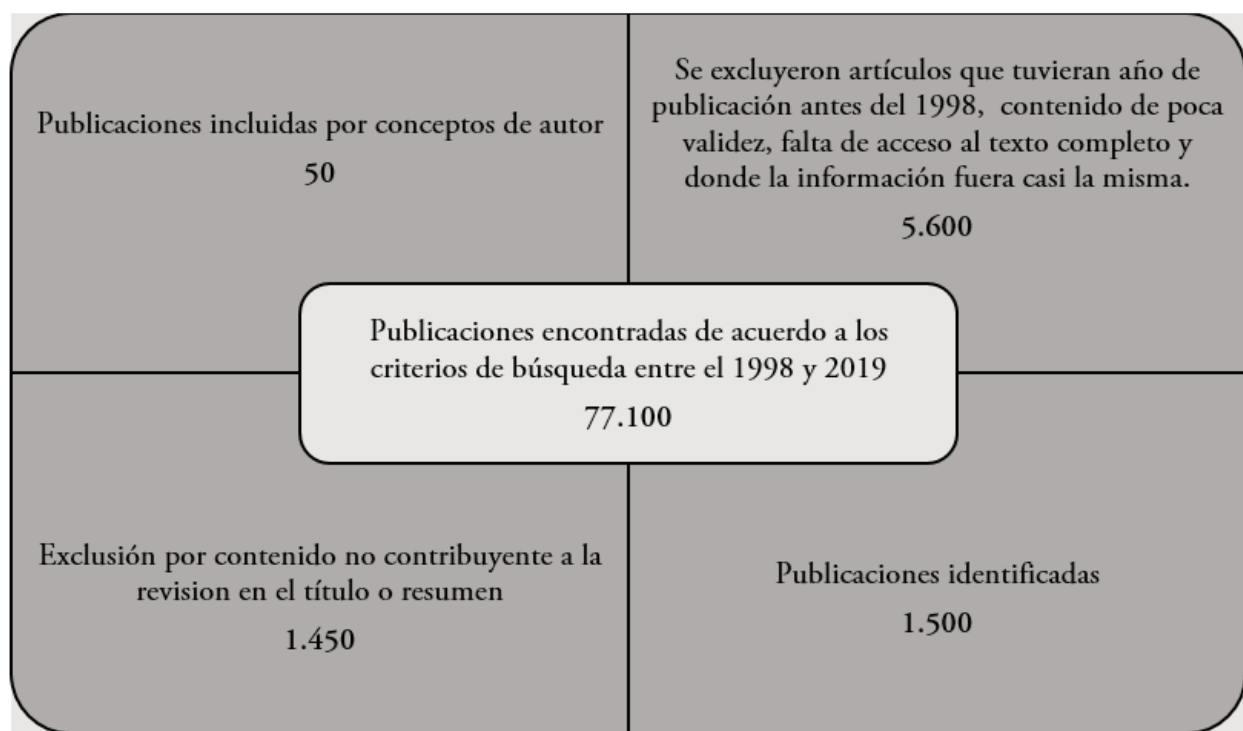 Publicaciones incluidas por conceptos de autor
50
Se excluyeron artículos que tuvieran año de
publicación antes del 1998, contenido de poca
validez, falta de acceso al texto completo y
donde la información fuera casi la misma.
5.600
Publicaciones encontradas de acuerdo a los
criterios de búsqueda entre el 1998 y 2019
77.100
Exclusión por contenido no contribuyente a la
revision en el título o resumen
1.450
Publicaciones identificadas
1.500